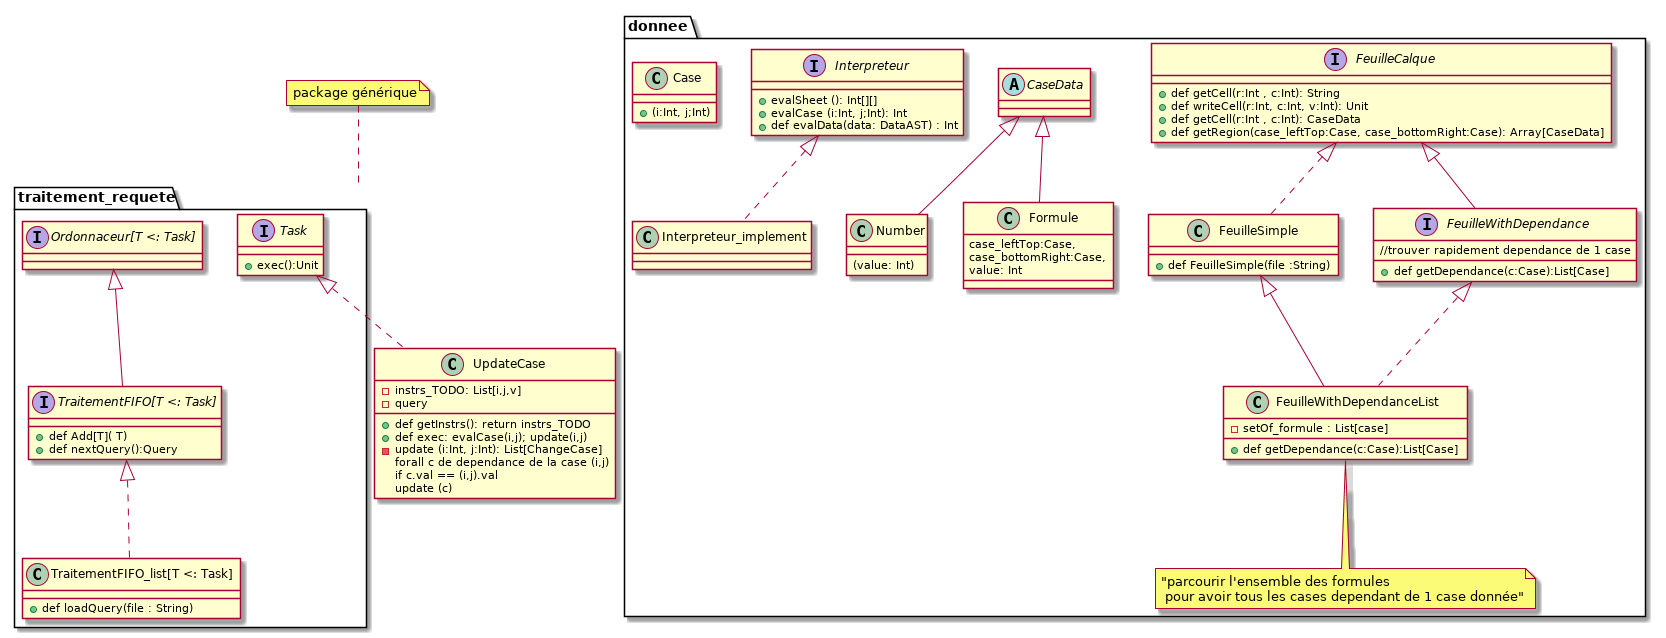 package générique
traitement_requete
I Ordonnaceur[T <: Task]
I Task
exec():Unit
I TraitementFIFO[T <: Task]
def Add[T]( T)
def nextQuery():Query
C TraitementFIFO_list[T <: Task]
def loadQuery(file : String)
C UpdateCase
instrs_TODO: List[i,j,v]
query
def getInstrs(): return instrs_TODO
def exec: evalCase(i,j); update(i,j)
update (i:Int, j:Int): List[ChangeCase]
forall c de dependance de la case (i,j)
if c.val == (i,j).val
update (c)
donnee
C Case
(i:Int, j;Int)
I Interpreteur
evalSheet (): Int[][]
evalCase (i:Int, j;Int): Int
def evalData(data: DataAST) : Int
A CaseData
I FeuilleCalque
def getCell(r:Int , c:Int): String
def writeCell(r:Int, c:Int, v:Int): Unit
def getCell(r:Int , c:Int): CaseData
def getRegion(case_leftTop:Case, case_bottomRight:Case): Array[CaseData]
C Interpreteur_implement
C Number
(value: Int)
C Formule
case_leftTop:Case,
case_bottomRight:Case,
value: Int
C FeuilleSimple
def FeuilleSimple(file :String)
I FeuilleWithDependance
//trouver rapidement dependance de 1 case
def getDependance(c:Case):List[Case]
C FeuilleWithDependanceList
setOf_formule : List[case]
def getDependance(c:Case):List[Case]
"parcourir l'ensemble des formules
pour avoir tous les cases dependant de 1 case donnée"